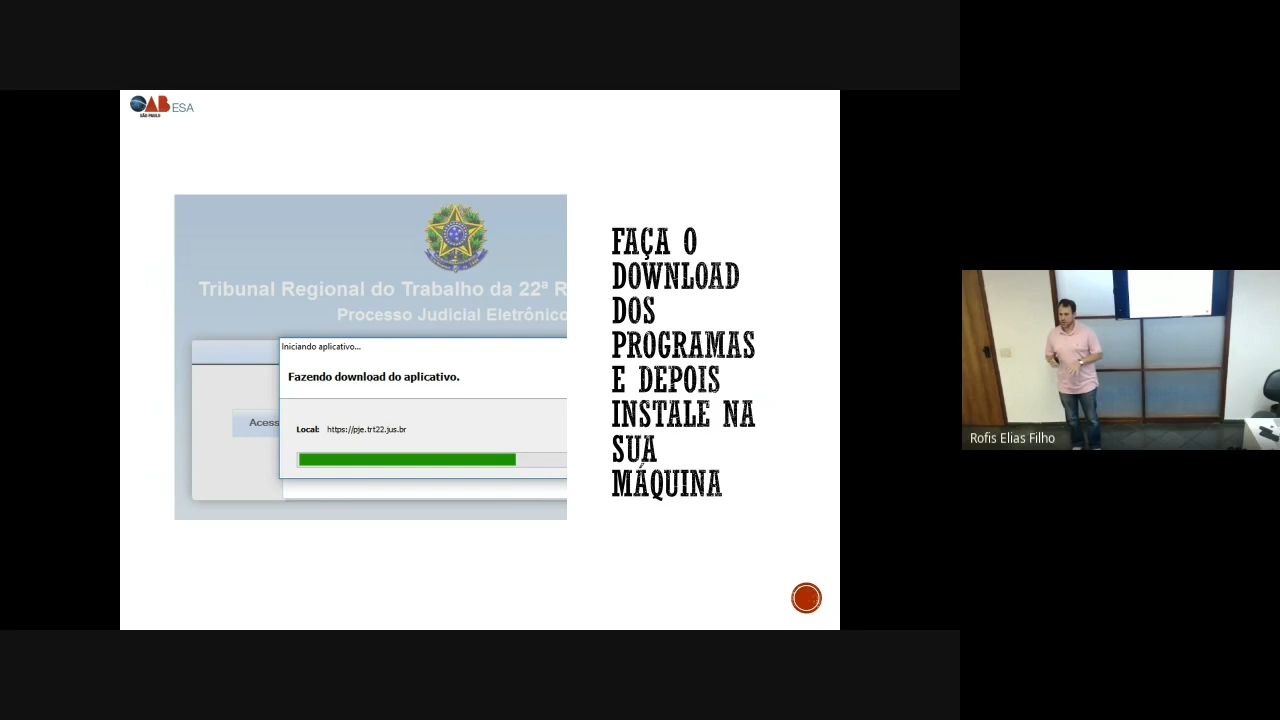 OAB ESA
SÃO PAULO
Tribunal Regional do Trabalho da 22ª R
Processo Judicial Eletrônico
Iniciando aplicativo...
Fazendo download do aplicativo.
Acess
Local: https://pje.trt22.jus.br
FAÇA O
DOWNLOAD
DOS
PROGRAMAS
E DEPOIS
INSTALE NA
SUA
MÁQUINA
Rofis Elias Filho